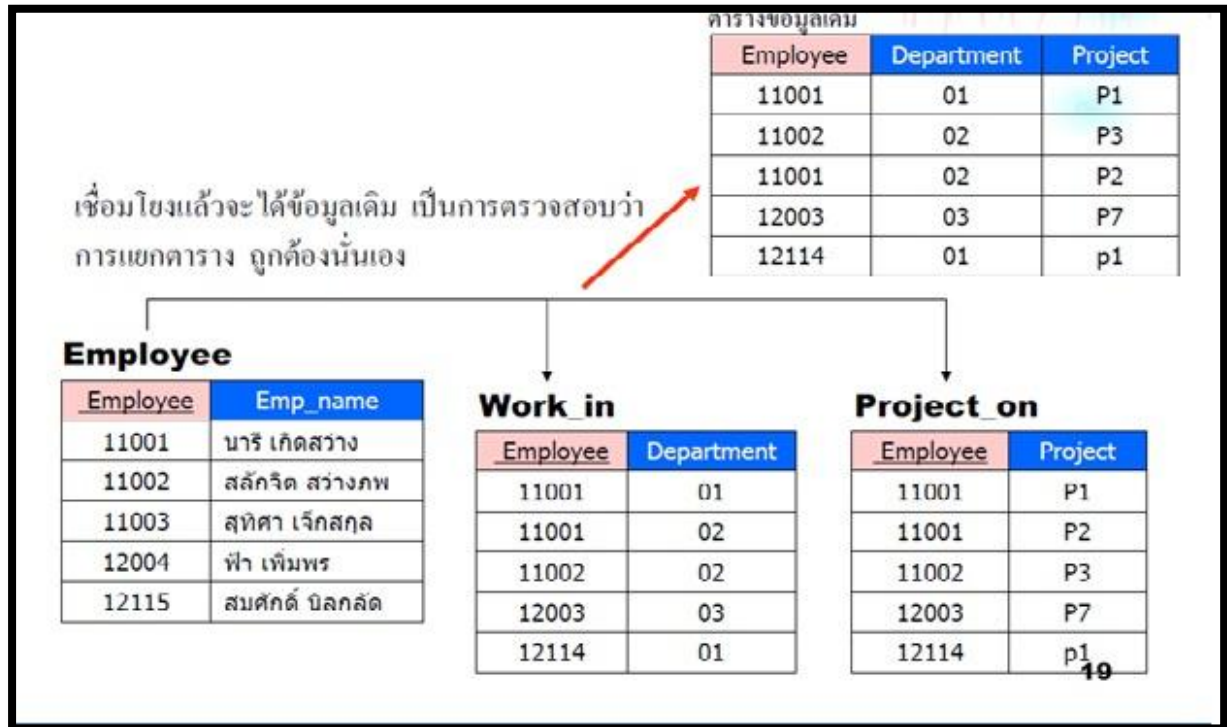 ตารางข้อมูลเดิม
Employee Department Project
11001 01 P1
11002 02 P3
11001 02 P2
12003 03 P7
12114 01 p1
เชื่อมโยงแล้วจะได้ข้อมูลเดิม เป็นการตรวจสอบว่า
การแยกตาราง ถูกต้องนั่นเอง
Employee
Employee Emp_name
11001 นารี เกิดสว่าง
11002 สลักจิต สว่างภพ
11003 สุทิศา เจ็กสกุล
12004 ฟ้า เพิ่มพร
12115 สมศักดิ์ นิลกลัด
Work_in
Employee Department
11001 01
11001 02
11002 02
12003 03
12114 01
Project_on
Employee Project
11001 P1
11001 P2
11002 P3
12003 P7
12114 p1
19